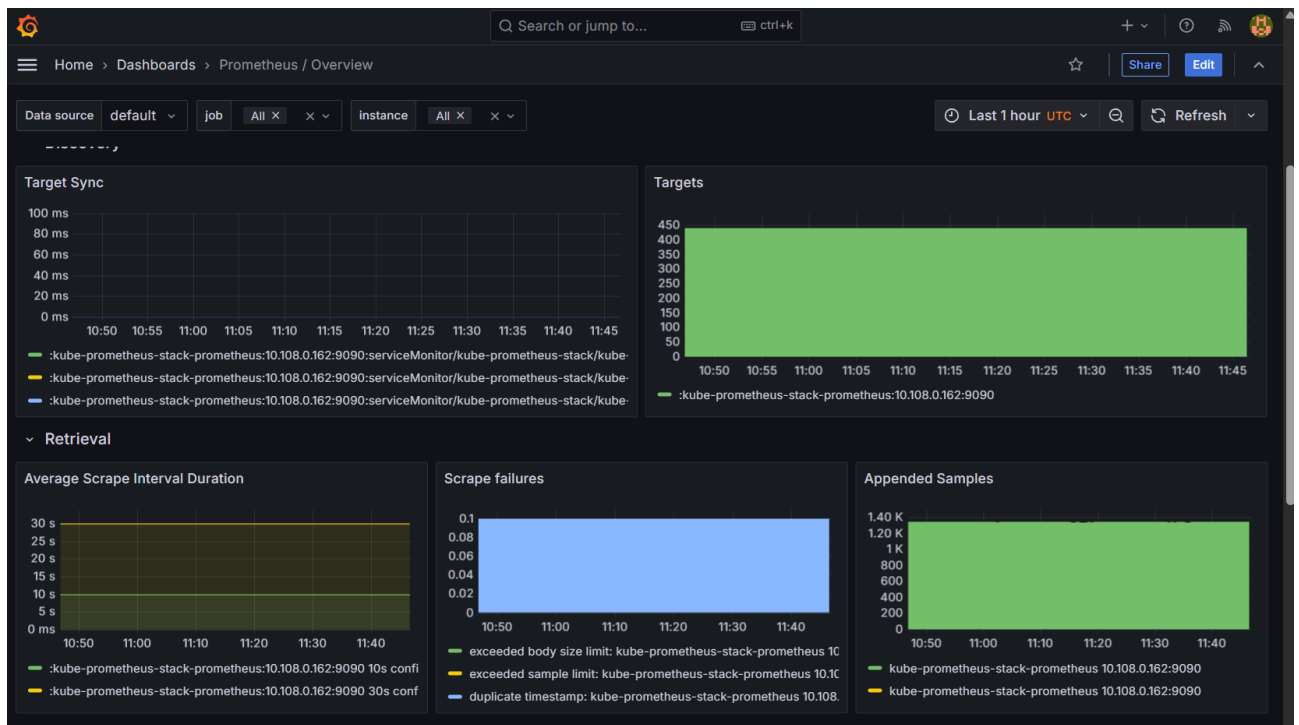 Search or jump to... ctrl+k
Home › Dashboards › Prometheus / Overview Share Edit
Data source default job All × × instance All × × Last 1 hour UTC Refresh
Discovery
Target Sync
100 ms
80 ms
60 ms
40 ms
20 ms
0 ms
10:50 10:55 11:00 11:05 11:10 11:15 11:20 11:25 11:30 11:35 11:40 11:45
:kube-prometheus-stack-prometheus:10.108.0.162:9090:serviceMonitor/kube-prometheus-stack/kube-
:kube-prometheus-stack-prometheus:10.108.0.162:9090:serviceMonitor/kube-prometheus-stack/kube-
:kube-prometheus-stack-prometheus:10.108.0.162:9090:serviceMonitor/kube-prometheus-stack/kube-
Targets
450
400
350
300
250
200
150
100
50
0
10:50 10:55 11:00 11:05 11:10 11:15 11:20 11:25 11:30 11:35 11:40 11:45
:kube-prometheus-stack-prometheus:10.108.0.162:9090
Retrieval
Average Scrape Interval Duration
30 s
25 s
20 s
15 s
10 s
5 s
0 ms
10:50 11:00 11:10 11:20 11:30 11:40
:kube-prometheus-stack-prometheus:10.108.0.162:9090 10s confi
:kube-prometheus-stack-prometheus:10.108.0.162:9090 30s conf
Scrape failures
0.1
0.08
0.06
0.04
0.02
0
10:50 11:00 11:10 11:20 11:30 11:40
exceeded body size limit: kube-prometheus-stack-prometheus 10
exceeded sample limit: kube-prometheus-stack-prometheus 10.10
duplicate timestamp: kube-prometheus-stack-prometheus 10.108.
Appended Samples
1.40 K
1.20 K
1 K
800
600
400
200
0
10:50 11:00 11:10 11:20 11:30 11:40
kube-prometheus-stack-prometheus 10.108.0.162:9090
kube-prometheus-stack-prometheus 10.108.0.162:9090